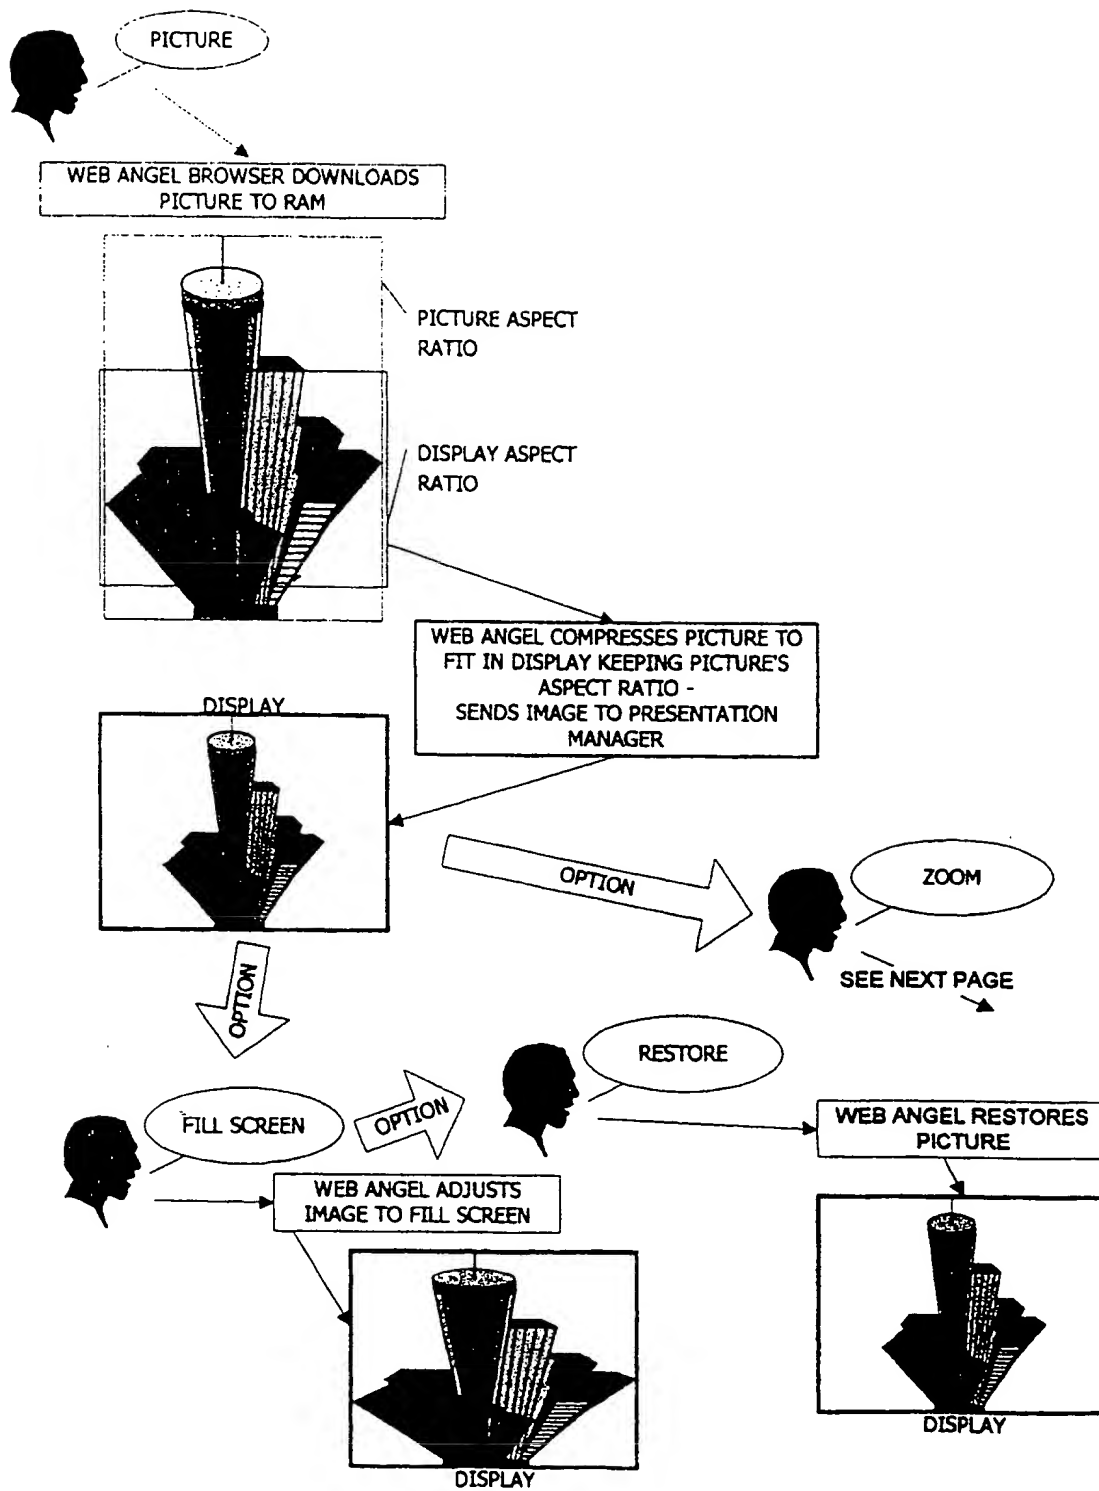 PICTURE
WEB ANGEL BROWSER DOWNLOADS
PICTURE TO RAM
PICTURE ASPECT
RATIO
DISPLAY ASPECT
RATIO
WEB ANGEL COMPRESSES PICTURE TO
FIT IN DISPLAY KEEPING PICTURE'S
ASPECT RATIO -
SENDS IMAGE TO PRESENTATION
MANAGER
DISPLAY
OPTION
ZOOM
SEE NEXT PAGE
OPTION
FILL SCREEN
OPTION
RESTORE
WEB ANGEL RESTORES
PICTURE
WEB ANGEL ADJUSTS
IMAGE TO FILL SCREEN
DISPLAY
DISPLAY